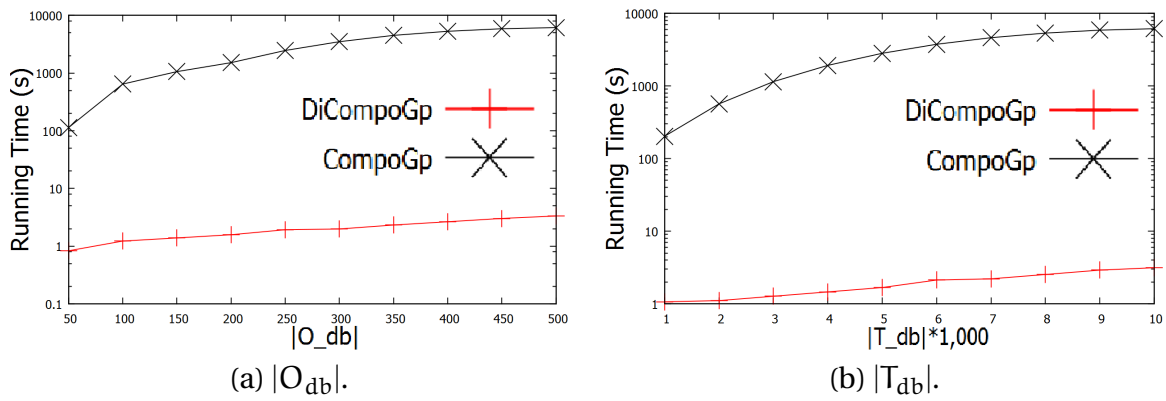 10000
1000
100
10
1
0.1
Running Time (s)
DiCompoGp
CompoGp
50 100 150 200 250 300 350 400 450 500
|O_db|
(a) |Odb|.
10000
1000
100
10
1
Running Time (s)
DiCompoGp
CompoGp
1 2 3 4 5 6 7 8 9 10
|T_db|*1,000
(b) |Tdb|.